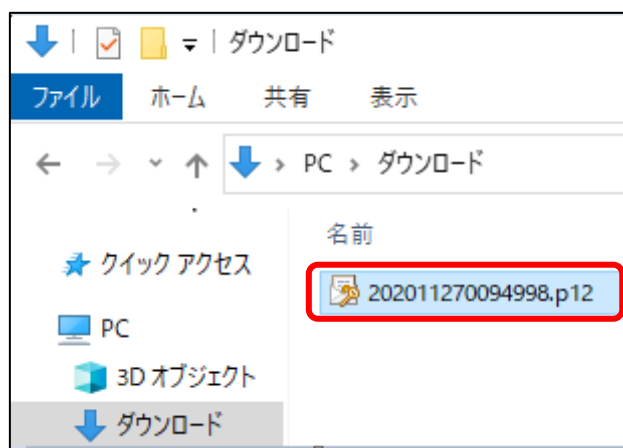 ダウンロード
ファイル ホーム 共有 表示
PC › ダウンロード
名前
クイック アクセス
202011270094998.p12
PC
3D オブジェクト
ダウンロード